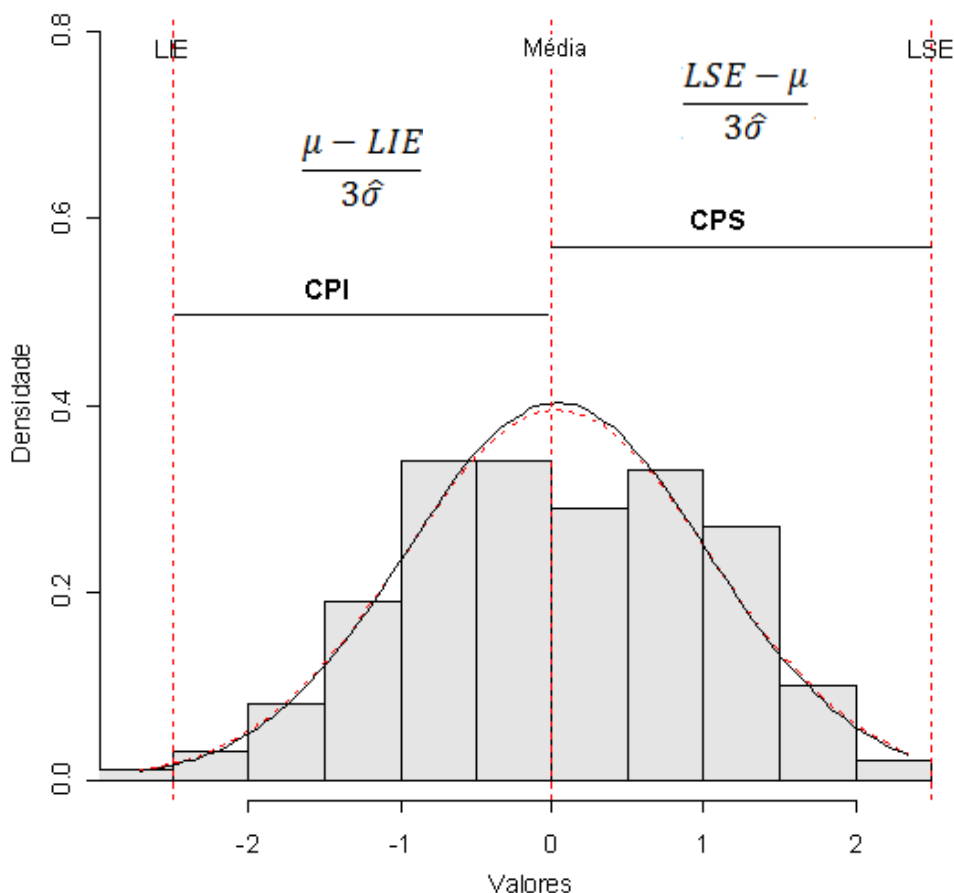 LIE Média LSE
μ − LIE
3σ̂
LSE − μ
3σ̂
CPS
CPI
Densidade
0.8
0.6
0.4
0.2
0.0
-2 -1 0 1 2
Valores